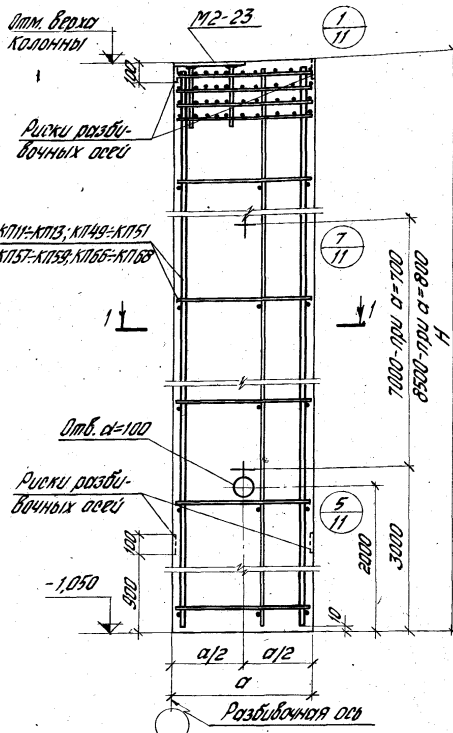 Отм. верха
колонны
М2-23
1
11
100
Риски разби-
вочных осей
КП11÷КП13; КП49÷КП51
КП57÷КП59; КП66÷КП68
7
11
1
1
7000-при а=700
8500-при а=800
Н
Отв. d=100
Риски разби-
вочных осей
5
11
100
900
2000
3000
-1,050
10
а/2
а/2
а
Разбивочная ось